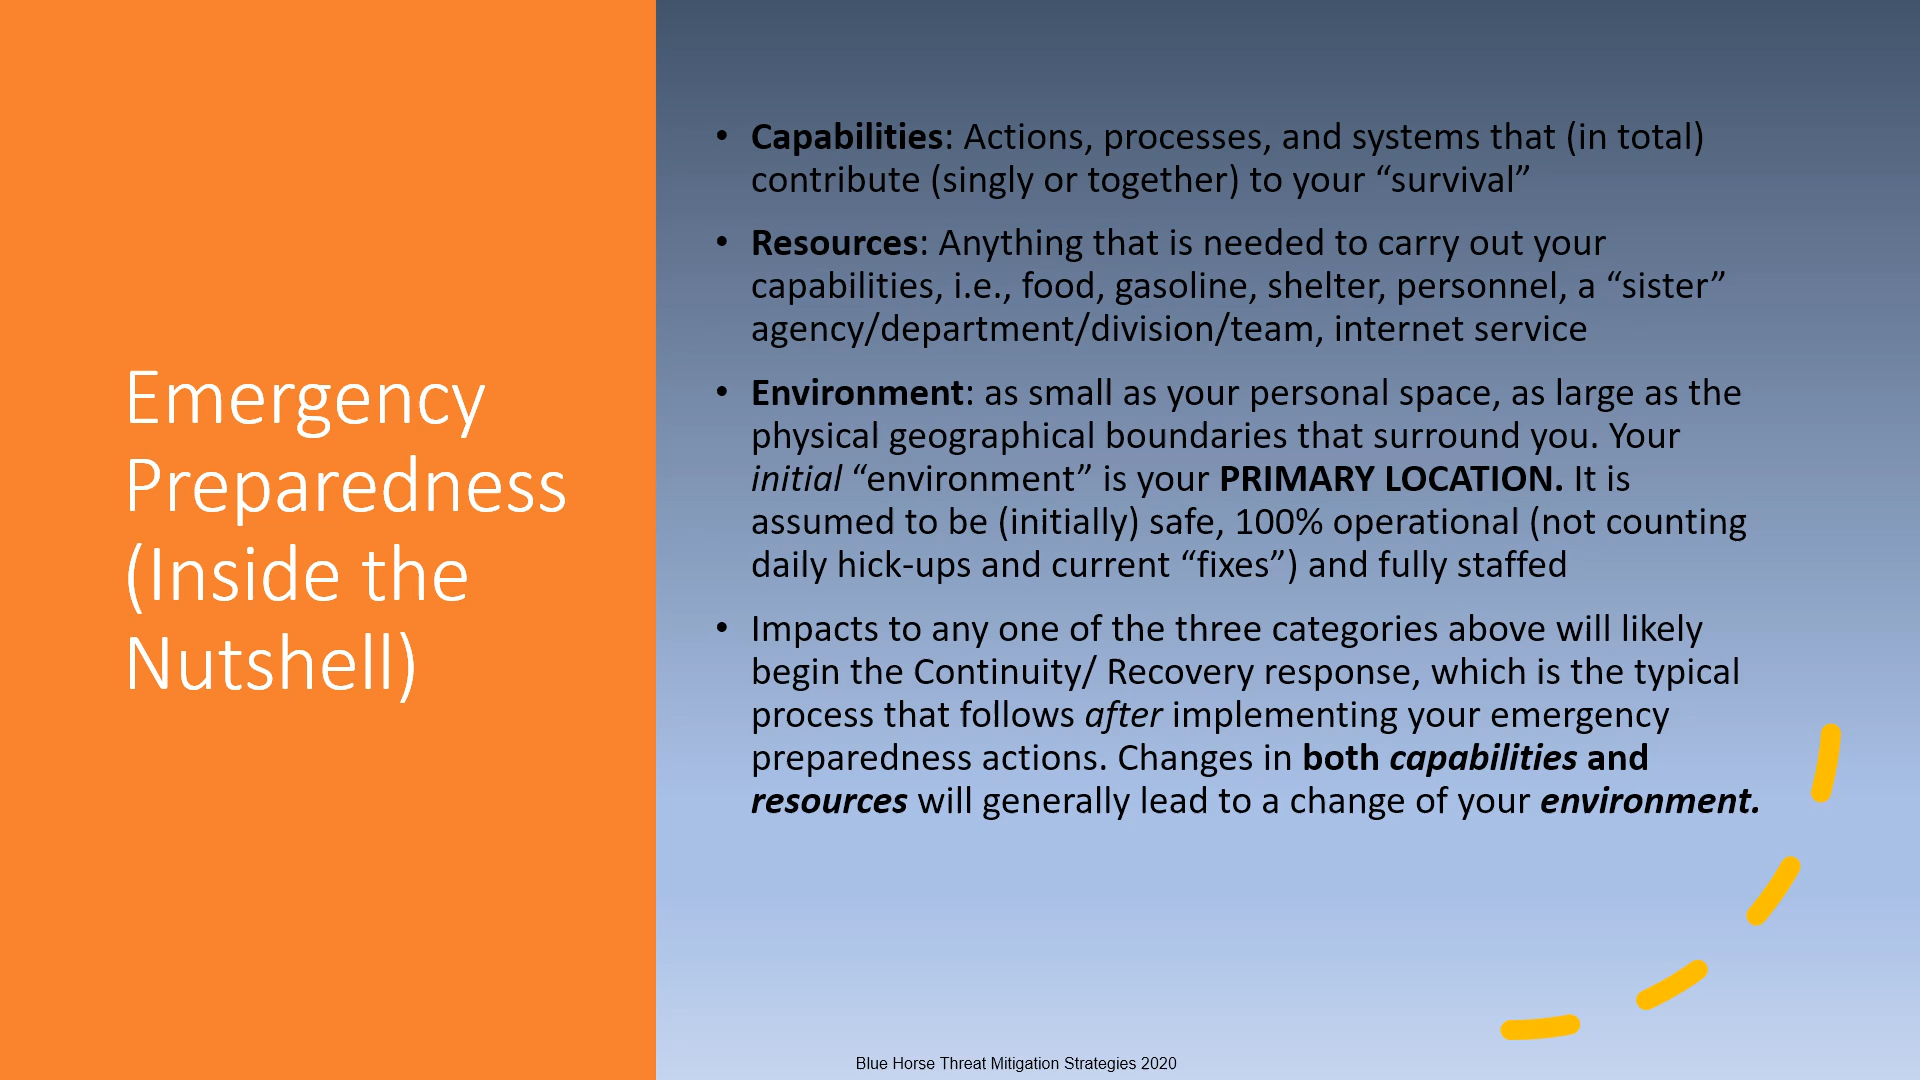 Emergency
Preparedness
(Inside the
Nutshell)
• Capabilities: Actions, processes, and systems that (in total)
contribute (singly or together) to your “survival”
• Resources: Anything that is needed to carry out your
capabilities, i.e., food, gasoline, shelter, personnel, a “sister”
agency/department/division/team, internet service
• Environment: as small as your personal space, as large as the
physical geographical boundaries that surround you. Your
initial “environment” is your PRIMARY LOCATION. It is
assumed to be (initially) safe, 100% operational (not counting
daily hick-ups and current “fixes”) and fully staffed
• Impacts to any one of the three categories above will likely
begin the Continuity/ Recovery response, which is the typical
process that follows after implementing your emergency
preparedness actions. Changes in both capabilities and
resources will generally lead to a change of your environment.
Blue Horse Threat Mitigation Strategies 2020